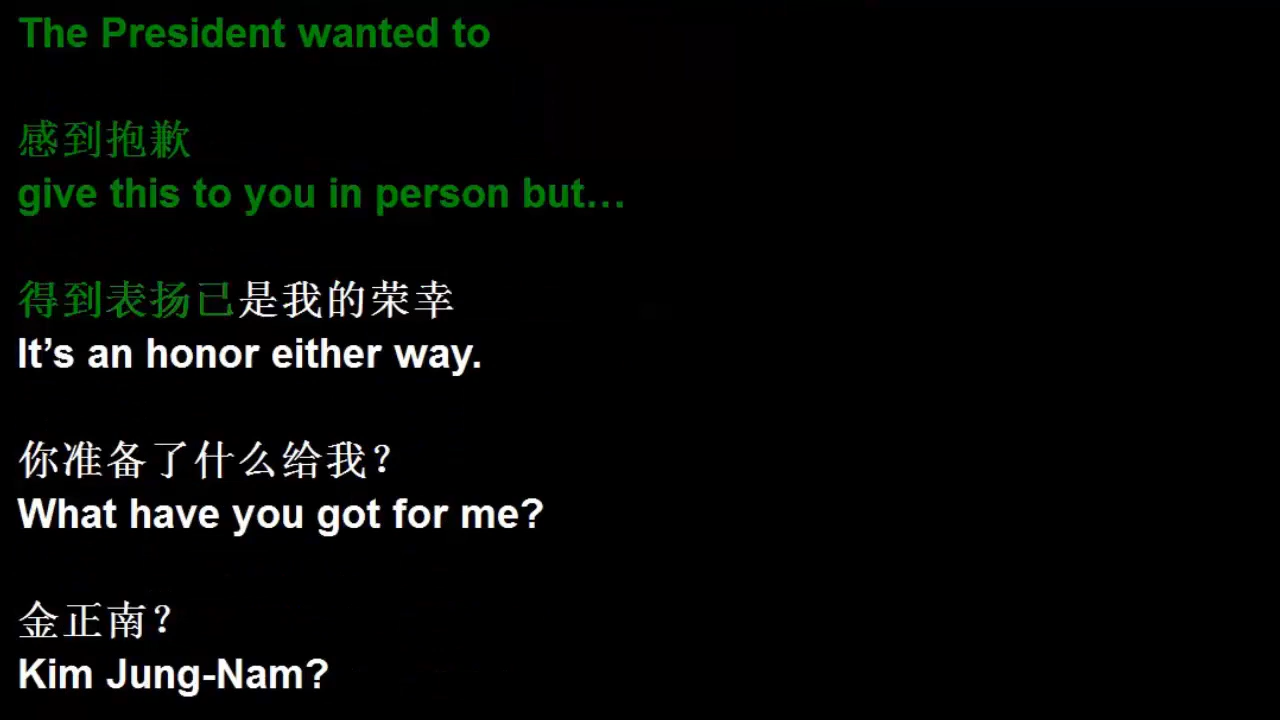 The President wanted to
感到抱歉
give this to you in person but…
得到表扬已是我的荣幸
It’s an honor either way.
你准备了什么给我?
What have you got for me?
金正南?
Kim Jung-Nam?